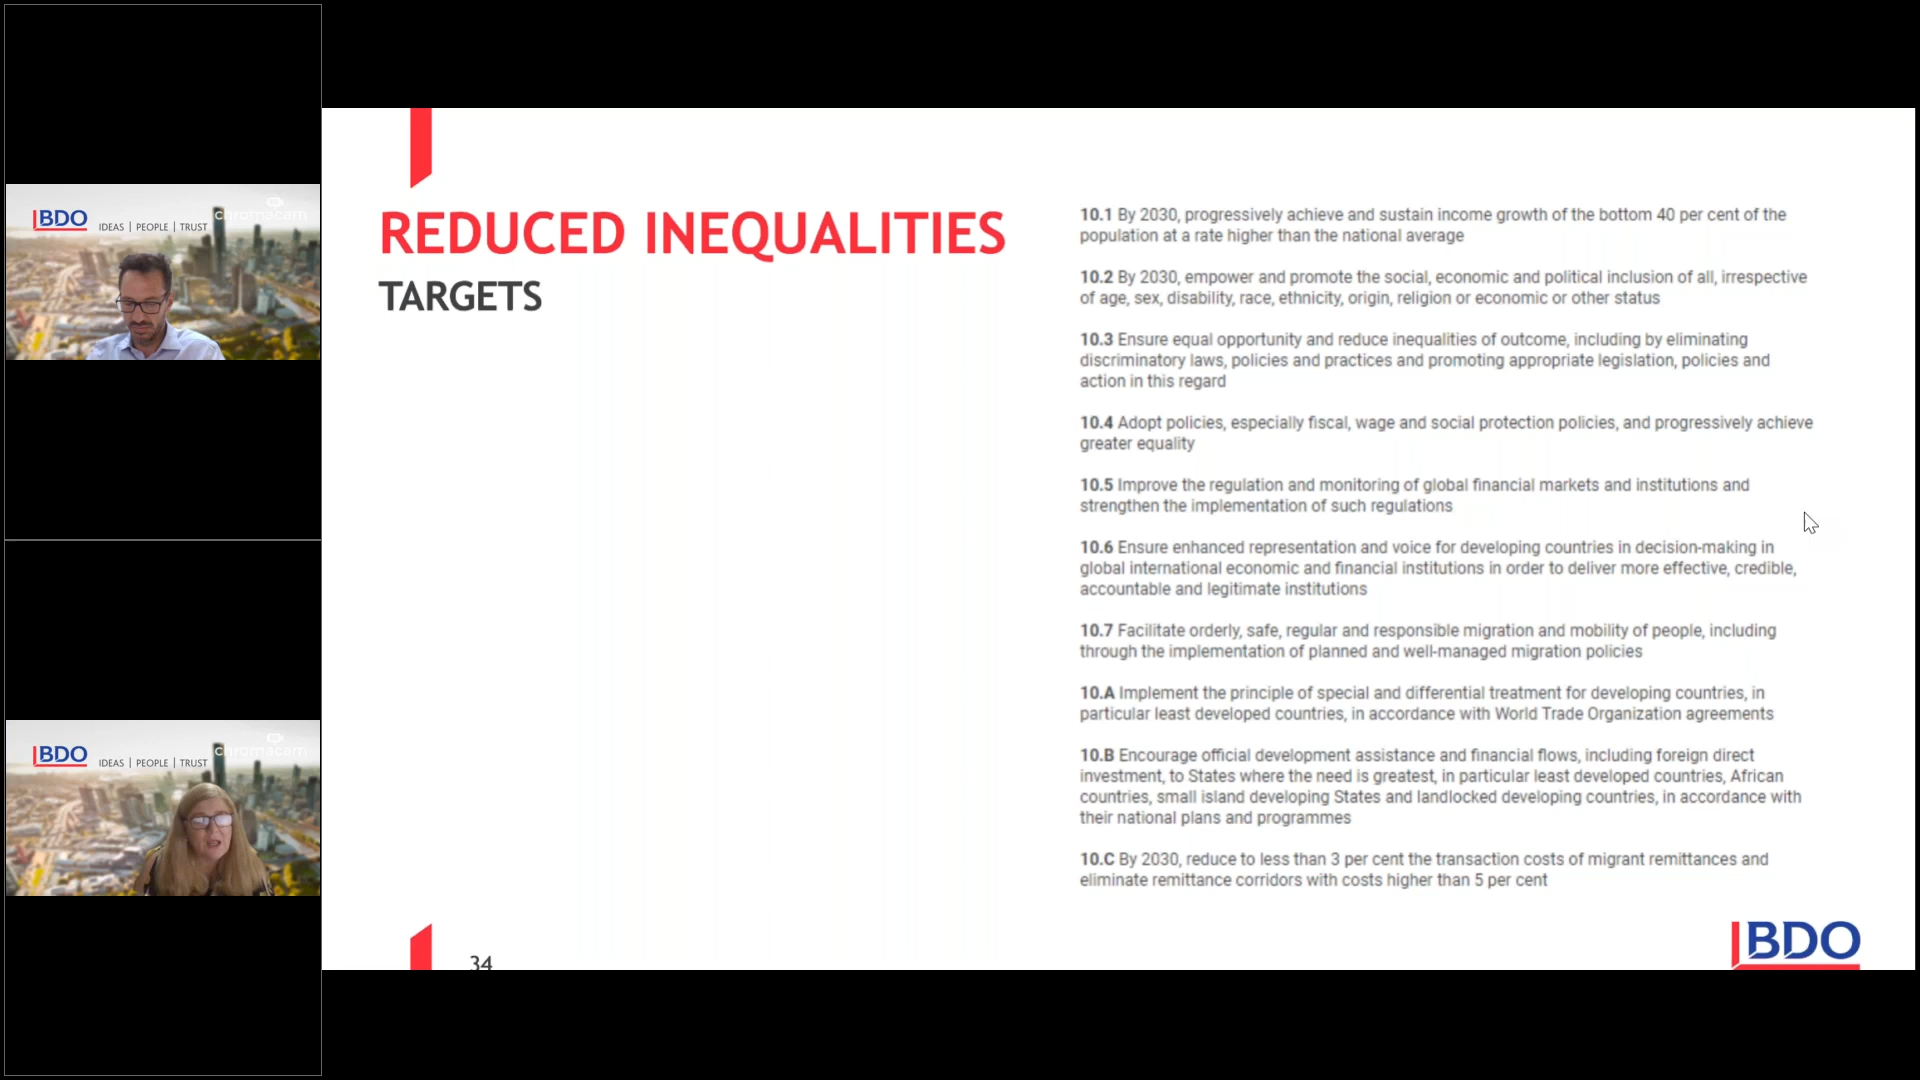 BDO
IDEAS | PEOPLE | TRUST
chromacam
BDO
IDEAS | PEOPLE | TRUST
chromacam
REDUCED INEQUALITIES
TARGETS
10.1 By 2030, progressively achieve and sustain income growth of the bottom 40 per cent of the
population at a rate higher than the national average
10.2 By 2030, empower and promote the social, economic and political inclusion of all, irrespective
of age, sex, disability, race, ethnicity, origin, religion or economic or other status
10.3 Ensure equal opportunity and reduce inequalities of outcome, including by eliminating
discriminatory laws, policies and practices and promoting appropriate legislation, policies and
action in this regard
10.4 Adopt policies, especially fiscal, wage and social protection policies, and progressively achieve
greater equality
10.5 Improve the regulation and monitoring of global financial markets and institutions and
strengthen the implementation of such regulations
10.6 Ensure enhanced representation and voice for developing countries in decision-making in
global international economic and financial institutions in order to deliver more effective, credible,
accountable and legitimate institutions
10.7 Facilitate orderly, safe, regular and responsible migration and mobility of people, including
through the implementation of planned and well-managed migration policies
10.A Implement the principle of special and differential treatment for developing countries, in
particular least developed countries, in accordance with World Trade Organization agreements
10.B Encourage official development assistance and financial flows, including foreign direct
investment, to States where the need is greatest, in particular least developed countries, African
countries, small island developing States and landlocked developing countries, in accordance with
their national plans and programmes
10.C By 2030, reduce to less than 3 per cent the transaction costs of migrant remittances and
eliminate remittance corridors with costs higher than 5 per cent
34
BDO